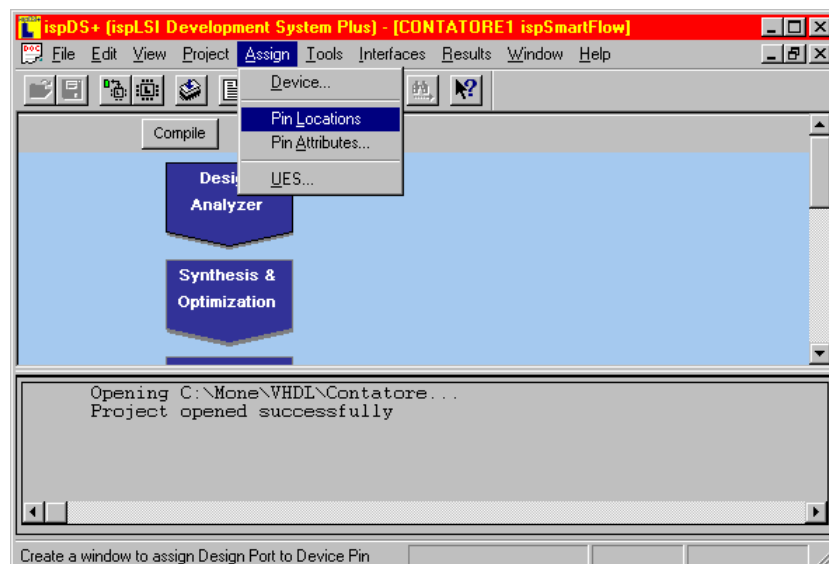 ispDS+ (ispLSI Development System Plus) - [CONTATORE1 ispSmartFlow]
File Edit View Project Assign Tools Interfaces Results Window Help
Device...
Pin Locations
Pin Attributes...
UES...
Compile
Analyzer
Synthesis &
Optimization
Opening C:\Mone\VHDL\Contatore...
Project opened successfully
Create a window to assign Design Port to Device Pin